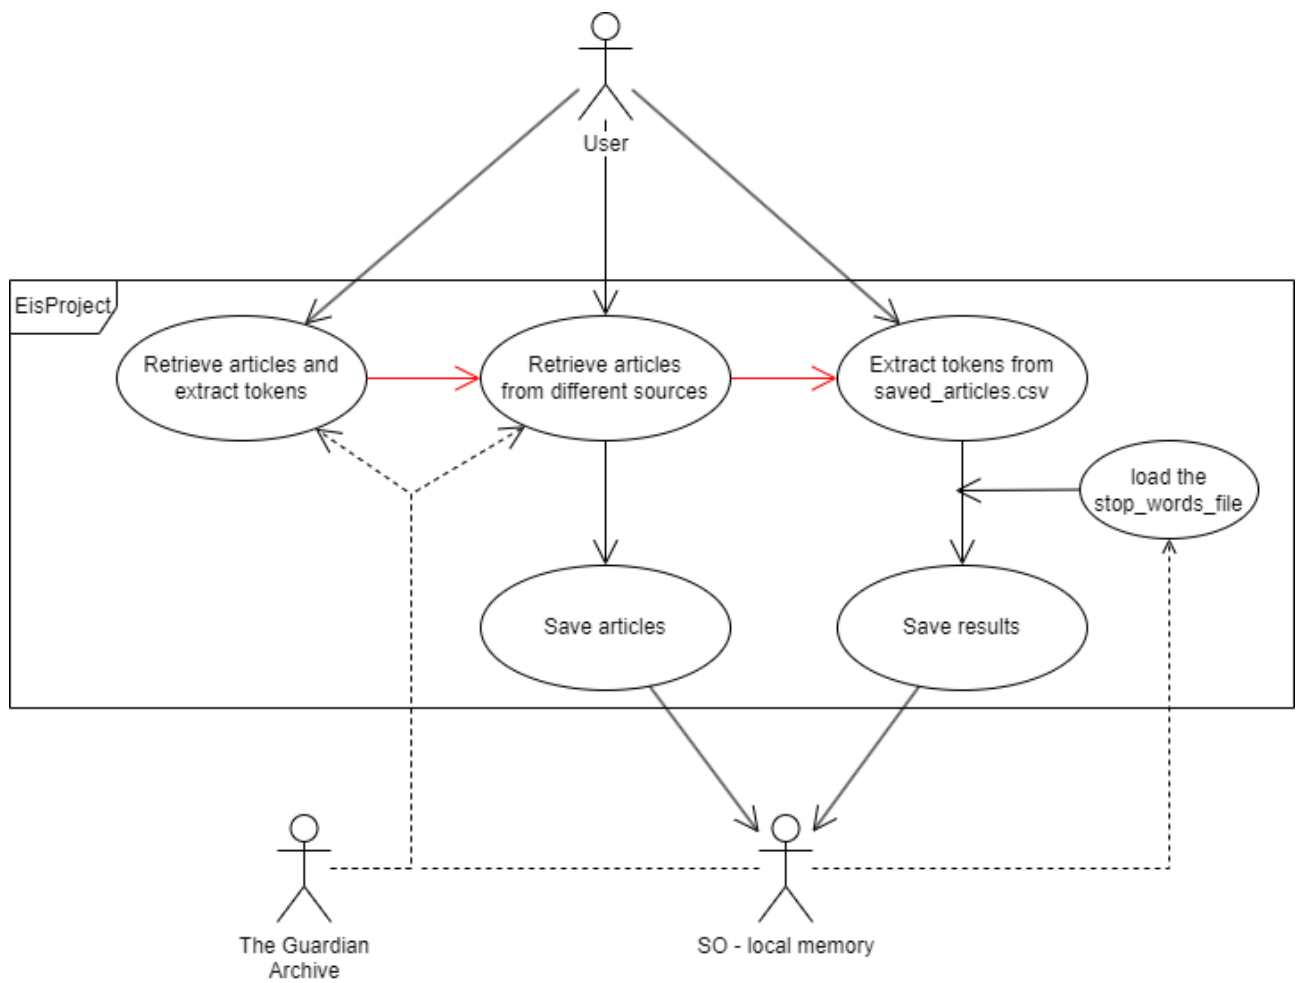 User
EisProject
Retrieve articles and
extract tokens
Retrieve articles
from different sources
Extract tokens from
saved_articles.csv
load the
stop_words_file
Save articles
Save results
The Guardian
Archive
SO - local memory